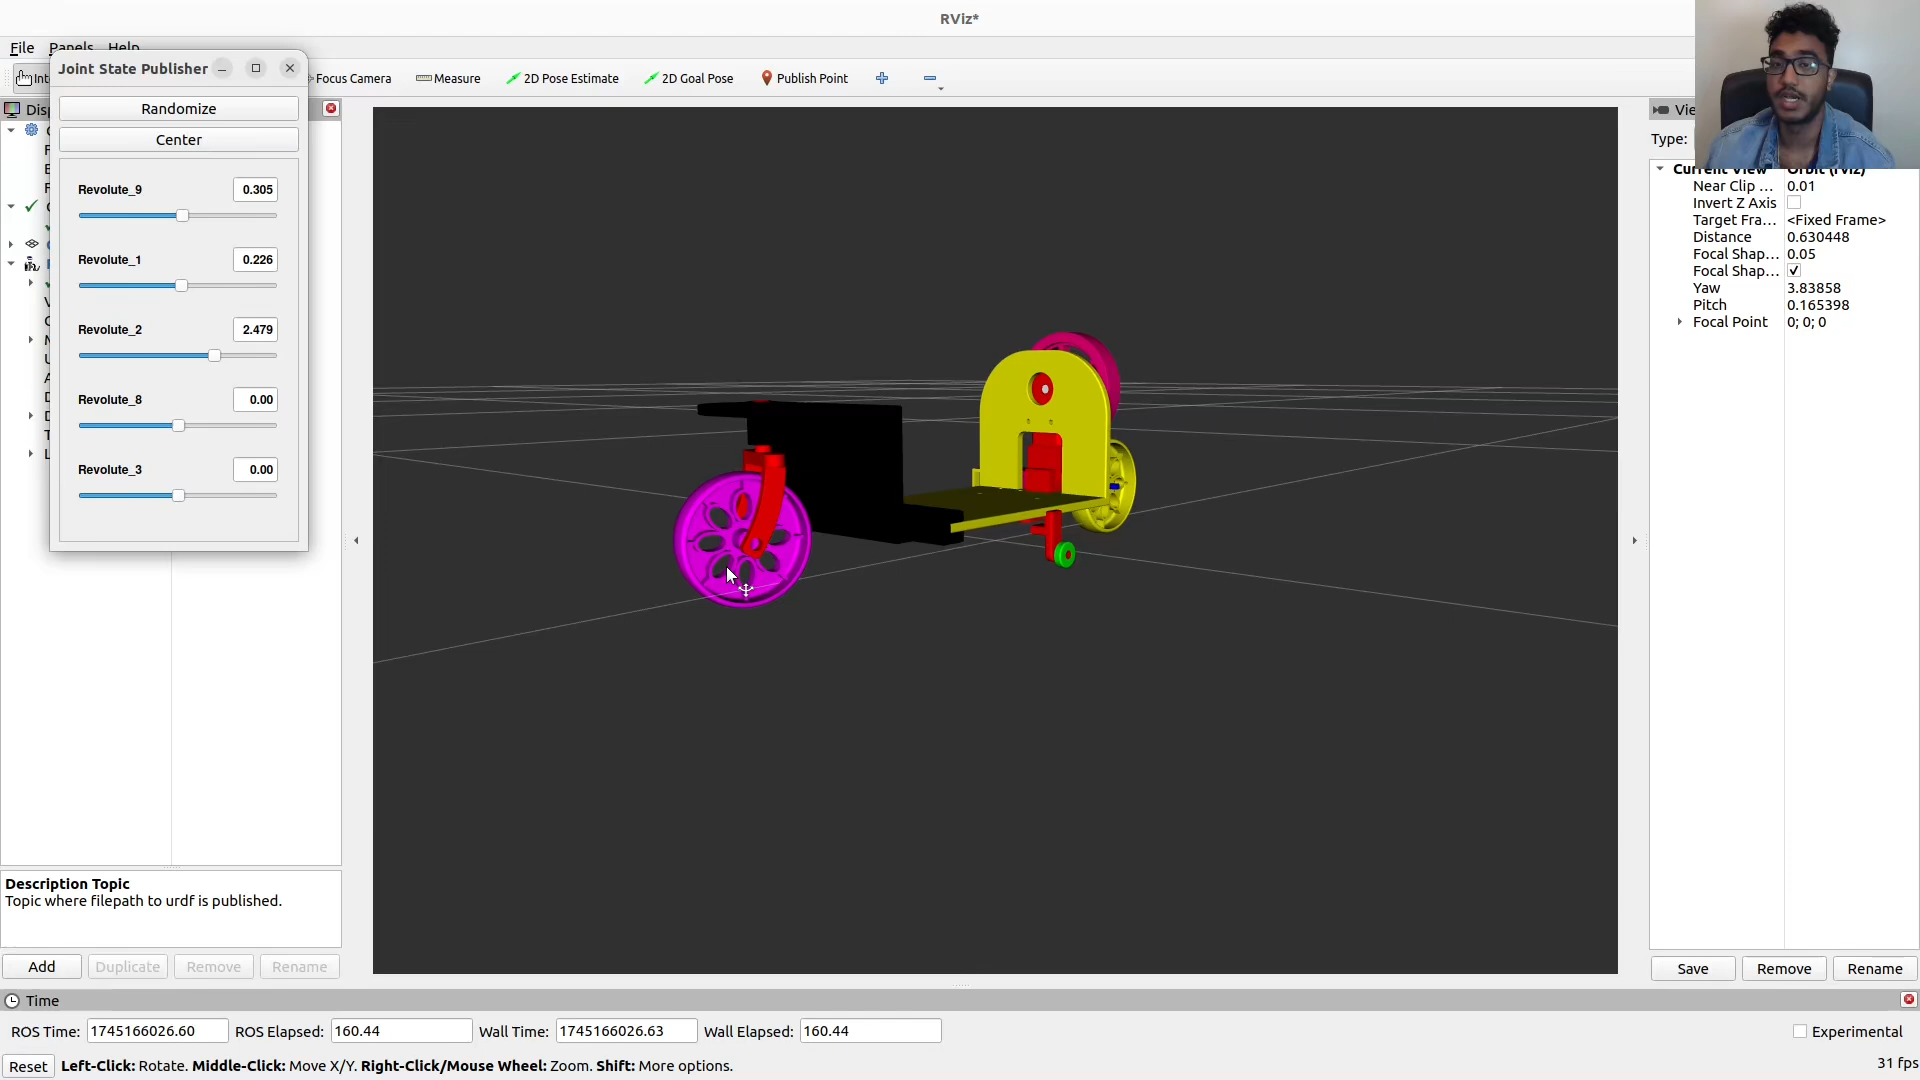 RViz*
File Panels Help
Joint State Publisher
Int
Focus Camera
Measure
2D Pose Estimate
2D Goal Pose
Publish Point
Randomize
Center
Revolute_9 0.305
Revolute_1 0.226
Revolute_2 2.479
Revolute_8 0.00
Revolute_3 0.00
Type:
Current View Orbit (rviz)
Near Clip ... 0.01
Invert Z Axis
Target Fra... <Fixed Frame>
Distance 0.630448
Focal Shap... 0.05
Focal Shap... ✓
Yaw 3.83858
Pitch 0.165398
Focal Point 0; 0; 0
Description Topic
Topic where filepath to urdf is published.
Add Duplicate Remove Rename
Save Remove Rename
Time
ROS Time: 1745166026.60 ROS Elapsed: 160.44 Wall Time: 1745166026.63 Wall Elapsed: 160.44 Experimental
Reset Left-Click: Rotate. Middle-Click: Move X/Y. Right-Click/Mouse Wheel: Zoom. Shift: More options. 31 fps